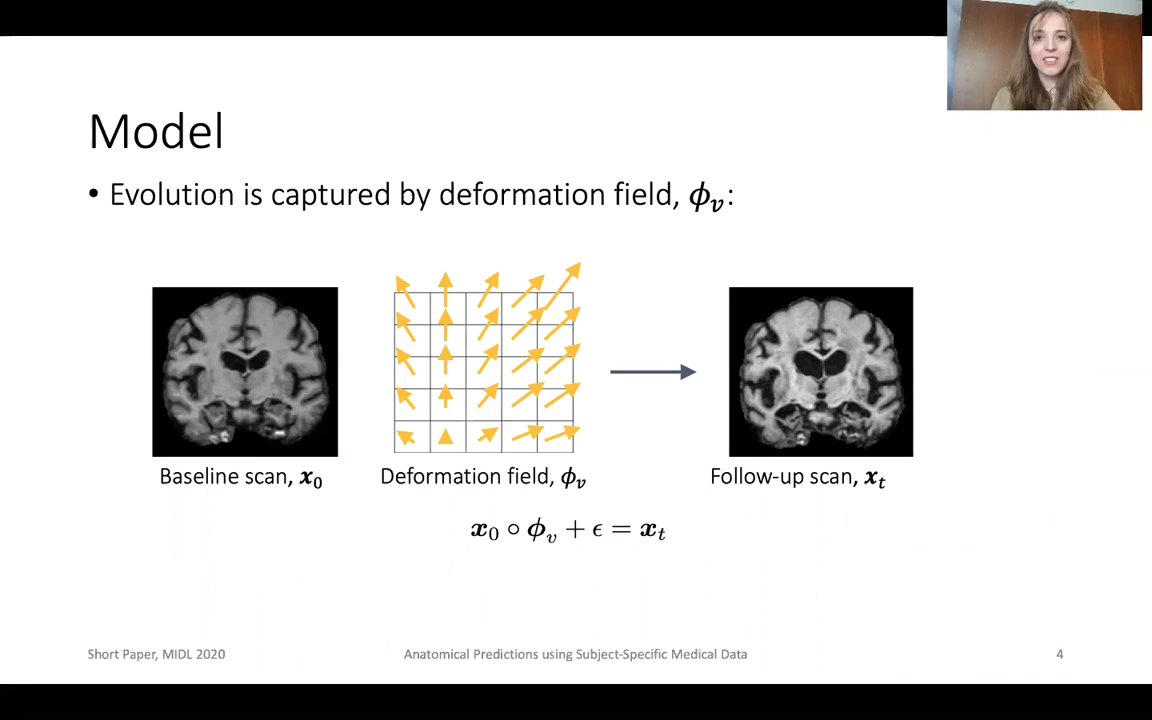 Model
• Evolution is captured by deformation field, ϕᵥ:
Baseline scan, x₀
Deformation field, ϕᵥ
Follow-up scan, xₜ
x₀ ∘ ϕᵥ + ϵ = xₜ
Short Paper, MIDL 2020
Anatomical Predictions using Subject-Specific Medical Data
4